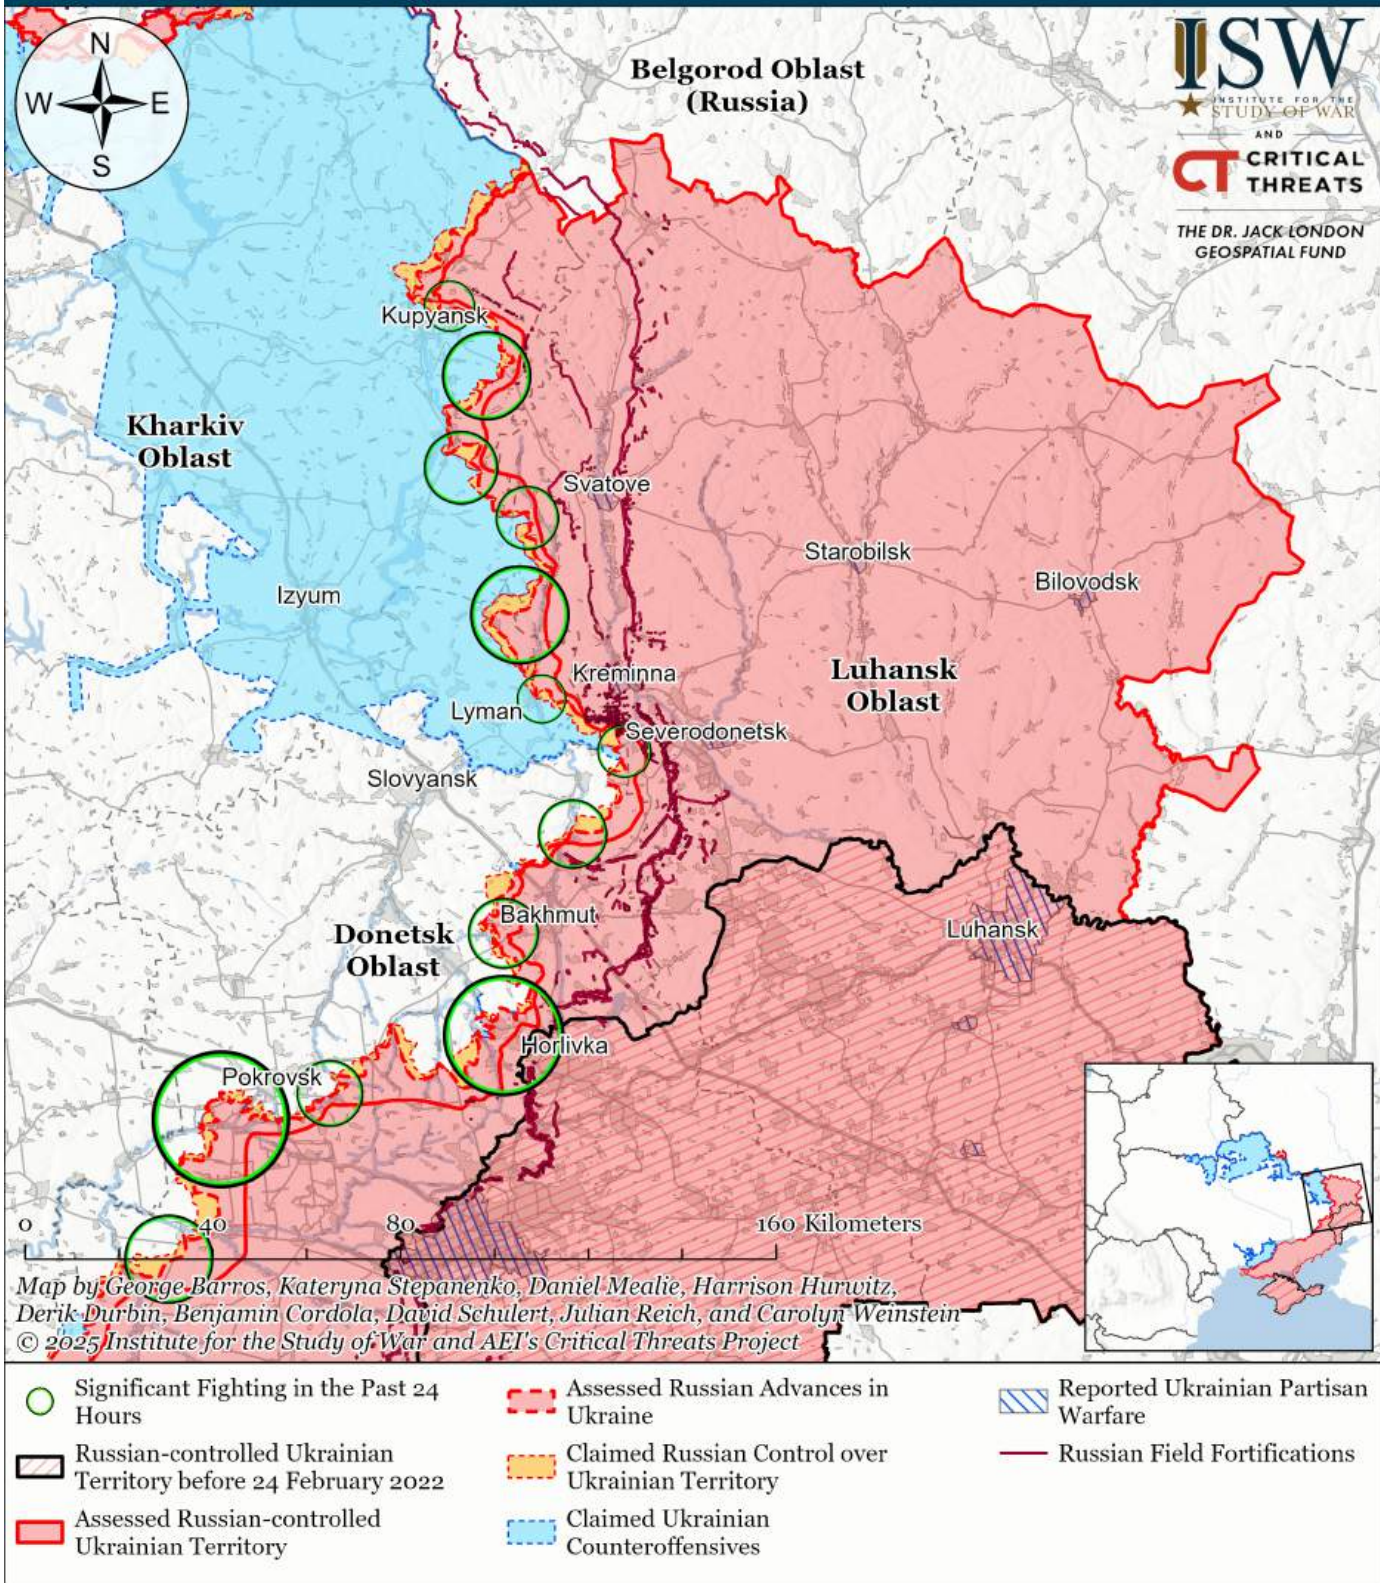 N
W E
S
Belgorod Oblast
(Russia)
ISW
INSTITUTE FOR THE
STUDY OF WAR
AND
CT CRITICAL
THREATS
THE DR. JACK LONDON
GEOSPATIAL FUND
Kupyansk
Kharkiv
Oblast
Svatove
Starobilsk
Bilovodsk
Izyum
Kreminna
Luhansk
Oblast
Lyman
Severodonetsk
Slovyansk
Bakhmut
Luhansk
Donetsk
Oblast
Horlivka
Pokrovsk
0 40 80 160 Kilometers
Map by George Barros, Kateryna Stepanenko, Daniel Mealie, Harrison Hurwitz,
Derik Durbin, Benjamin Cordola, David Schulert, Julian Reich, and Carolyn Weinstein
© 2025 Institute for the Study of War and AEI's Critical Threats Project
Significant Fighting in the Past 24
Hours
Russian-controlled Ukrainian
Territory before 24 February 2022
Assessed Russian-controlled
Ukrainian Territory
Assessed Russian Advances in
Ukraine
Claimed Russian Control over
Ukrainian Territory
Claimed Ukrainian
Counteroffensives
Reported Ukrainian Partisan
Warfare
Russian Field Fortifications